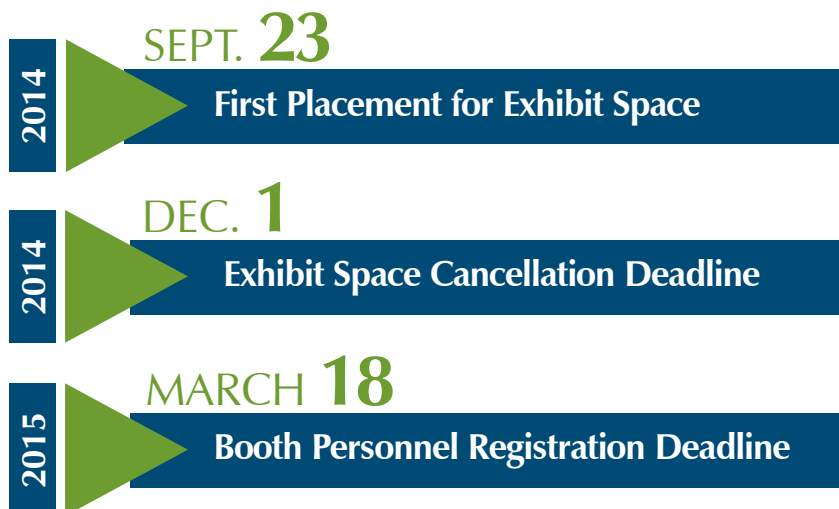 SEPT. 23
2014
First Placement for Exhibit Space
DEC. 1
2014
Exhibit Space Cancellation Deadline
MARCH 18
2015
Booth Personnel Registration Deadline